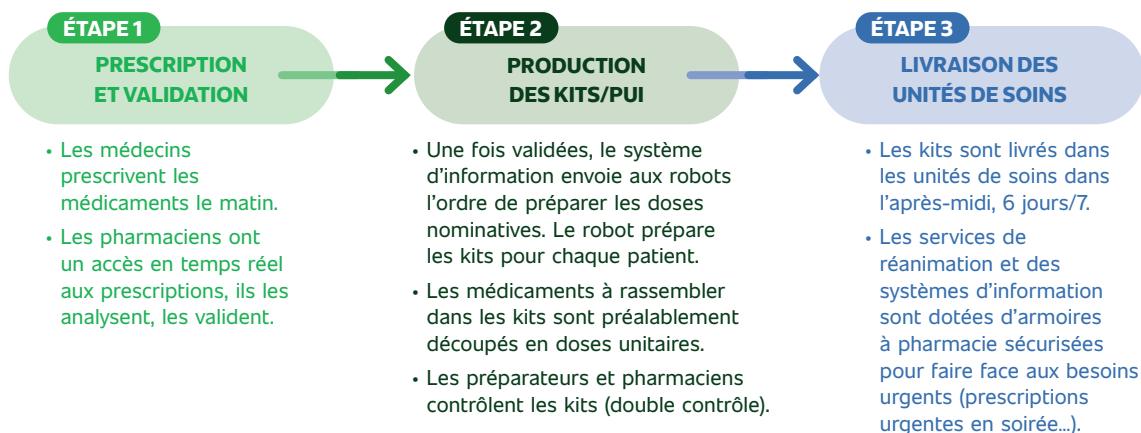 ÉTAPE 1
PRESCRIPTION
ET VALIDATION
• Les médecins
prescrivent les
médicaments le matin.
• Les pharmaciens ont
un accès en temps réel
aux prescriptions, ils les
analysent, les valident.
ÉTAPE 2
PRODUCTION
DES KITS/PUI
• Une fois validées, le système
d’information envoie aux robots
l’ordre de préparer les doses
nominatives. Le robot prépare
les kits pour chaque patient.
• Les médicaments à rassembler
dans les kits sont préalablement
découpés en doses unitaires.
• Les préparateurs et pharmaciens
contrôlent les kits (double contrôle).
ÉTAPE 3
LIVRAISON DES
UNITÉS DE SOINS
• Les kits sont livrés dans
les unités de soins dans
l’après-midi, 6 jours/7.
• Les services de
réanimation et des
systèmes d’information
sont dotées d’armoires
à pharmacie sécurisées
pour faire face aux besoins
urgents (prescriptions
urgentes en soirée…).